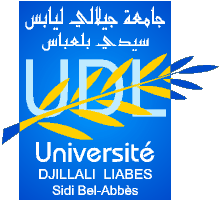 جامعة جيلالي ليابس
سيدي بلعباس
UDL
Université
DJILLALI LIABES
Sidi Bel-Abbès